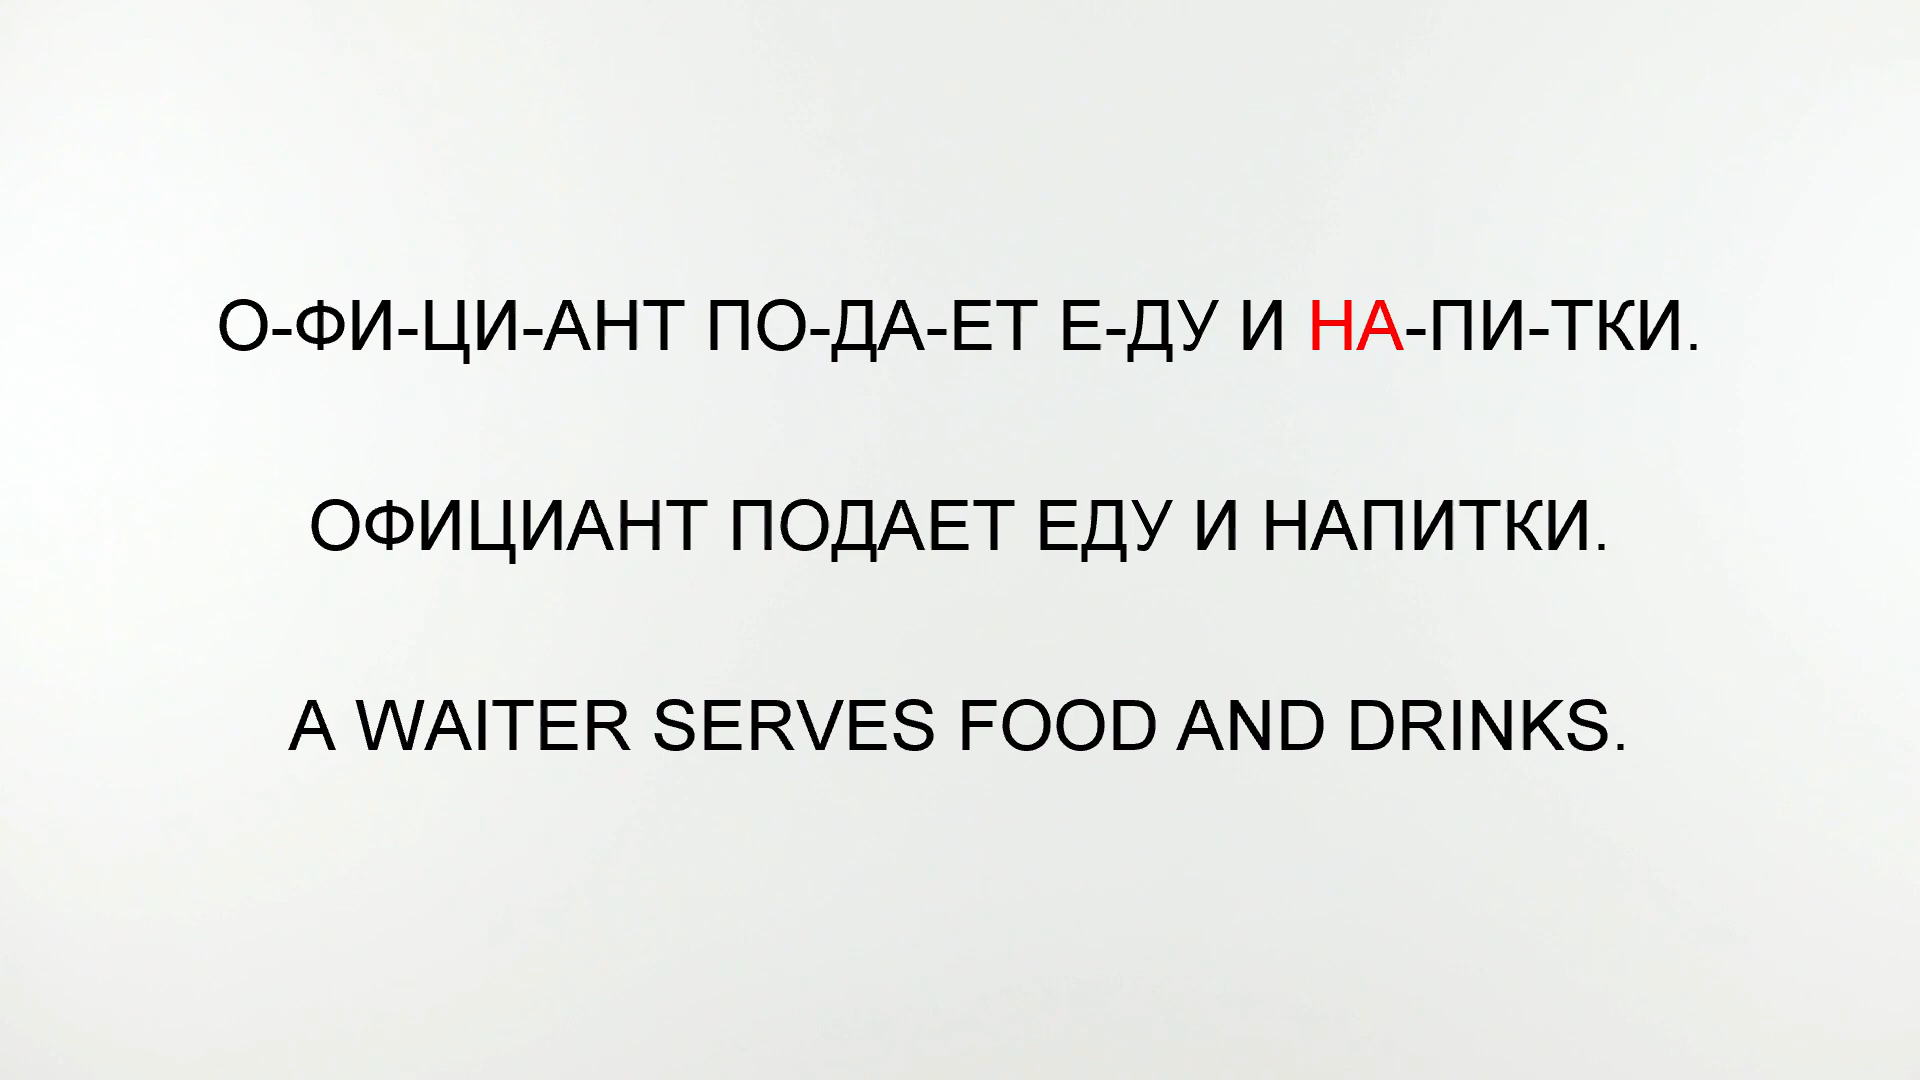 О-ФИ-ЦИ-АНТ ПО-ДА-ЕТ Е-ДУ И НА-ПИ-ТКИ.
ОФИЦИАНТ ПОДАЕТ ЕДУ И НАПИТКИ.
A WAITER SERVES FOOD AND DRINKS.